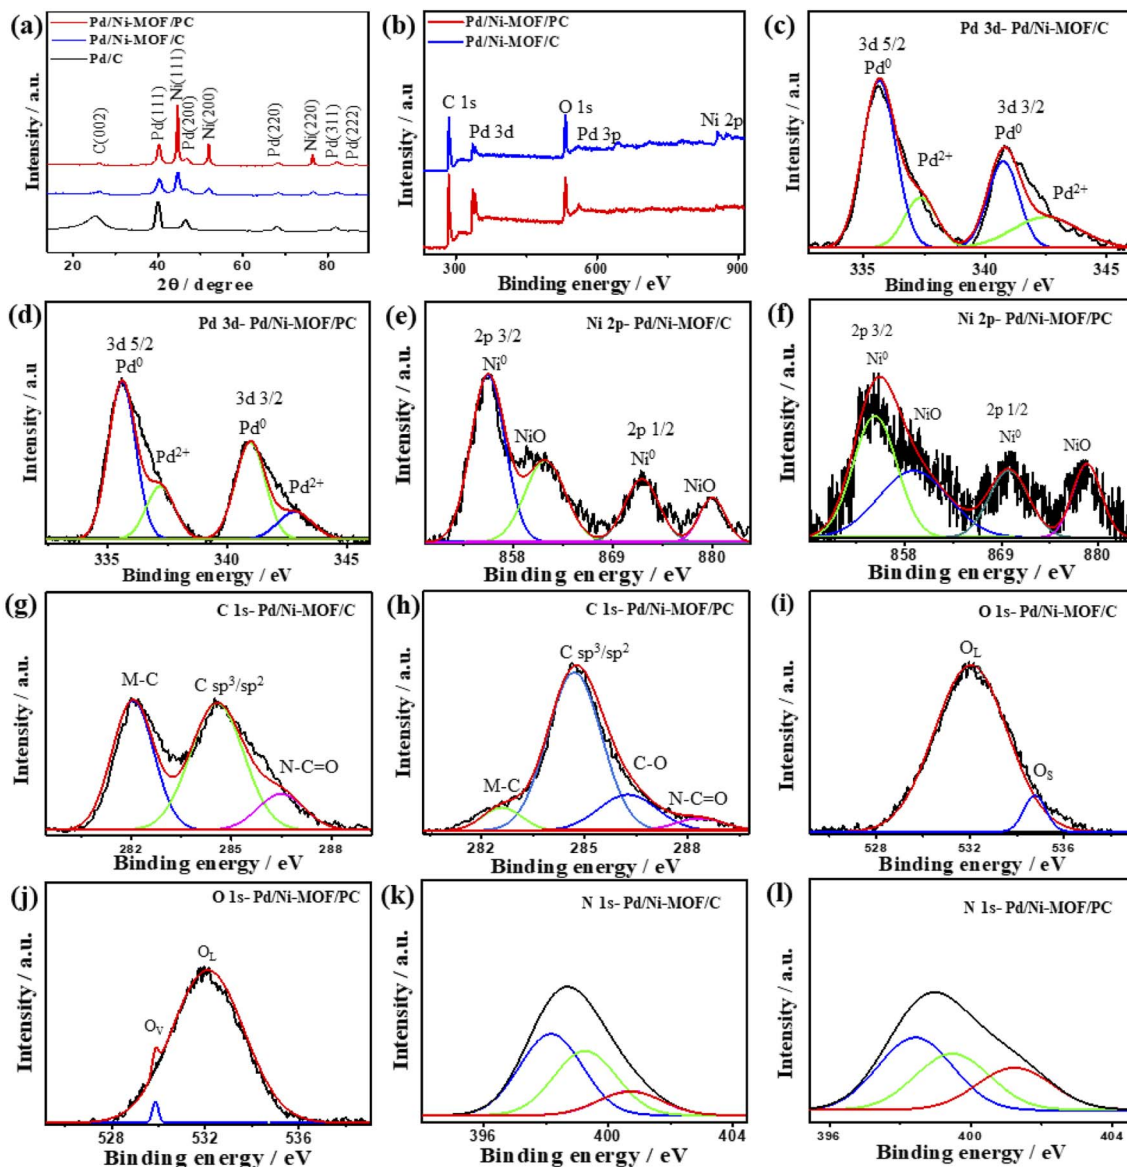 (a)
Pd/Ni-MOF/PC
Pd/Ni-MOF/C
Pd/C
C(002)
Pd(111)
Ni(111)
Pd(200)
Ni(200)
Pd(220)
Ni(220)
Pd(311)
Pd(222)
Intensity / a.u
20 40 60 80
2θ / degree
(b)
Pd/Ni-MOF/PC
Pd/Ni-MOF/C
C 1s
Pd 3d
O 1s
Pd 3p
Ni 2p
Intensity / a.u
300 600 900
Binding energy / eV
(c)
Pd 3d- Pd/Ni-MOF/C
3d 5/2
Pd⁰
Pd²⁺
3d 3/2
Pd⁰
Pd²⁺
Intensity / a.u.
335 340 345
Binding energy / eV
(d)
Pd 3d- Pd/Ni-MOF/PC
3d 5/2
Pd⁰
Pd²⁺
3d 3/2
Pd⁰
Pd²⁺
Intensity / a.u
335 340 345
Binding energy / eV
(e)
Ni 2p- Pd/Ni-MOF/C
2p 3/2
Ni⁰
NiO
2p 1/2
Ni⁰
NiO
Intensity / a.u.
858 869 880
Binding energy / eV
(f)
Ni 2p- Pd/Ni-MOF/PC
2p 3/2
Ni⁰
NiO
2p 1/2
Ni⁰
NiO
Intensity / a.u.
858 869 880
Binding energy / eV
(g)
C 1s- Pd/Ni-MOF/C
M-C
C sp³/sp²
N-C=O
Intensity / a.u.
282 285 288
Binding energy / eV
(h)
C 1s- Pd/Ni-MOF/PC
C sp³/sp²
M-C
C-O
N-C=O
Intensity / a.u.
282 285 288
Binding energy / eV
(i)
O 1s- Pd/Ni-MOF/C
O_L
O_S
Intensity / a.u.
528 532 536
Binding energy / eV
(j)
O 1s- Pd/Ni-MOF/PC
O_L
O_V
Intensity / a.u.
528 532 536
Binding energy / eV
(k)
N 1s- Pd/Ni-MOF/C
Intensity / a.u.
396 400 404
Binding energy / eV
(l)
N 1s- Pd/Ni-MOF/PC
Intensity / a.u.
396 400 404
Binding energy / eV